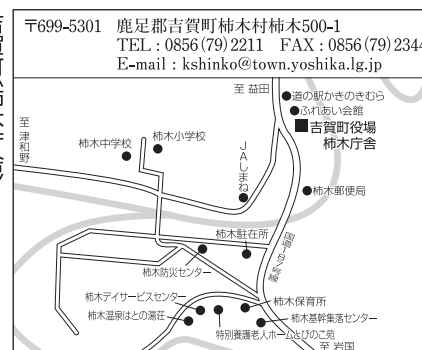 〒699-5301 鹿足郡吉賀町柿木村柿木500-1
TEL : 0856(79)2211 FAX : 0856(79)2344
E-mail : kshinko@town.yoshika.lg.jp
至 益田
道の駅かきのきむら
ふれあい会館
吉賀町役場
柿木庁舎
至 津和野
柿木中学校
柿木小学校
JAしまね
柿木郵便局
柿木駐在所
国道187号線
柿木防災センター
柿木デイサービスセンター
柿木保育所
柿木温泉はとの湯荘
柿木基幹集落センター
特別養護老人ホームとびのこ苑
至 岩国